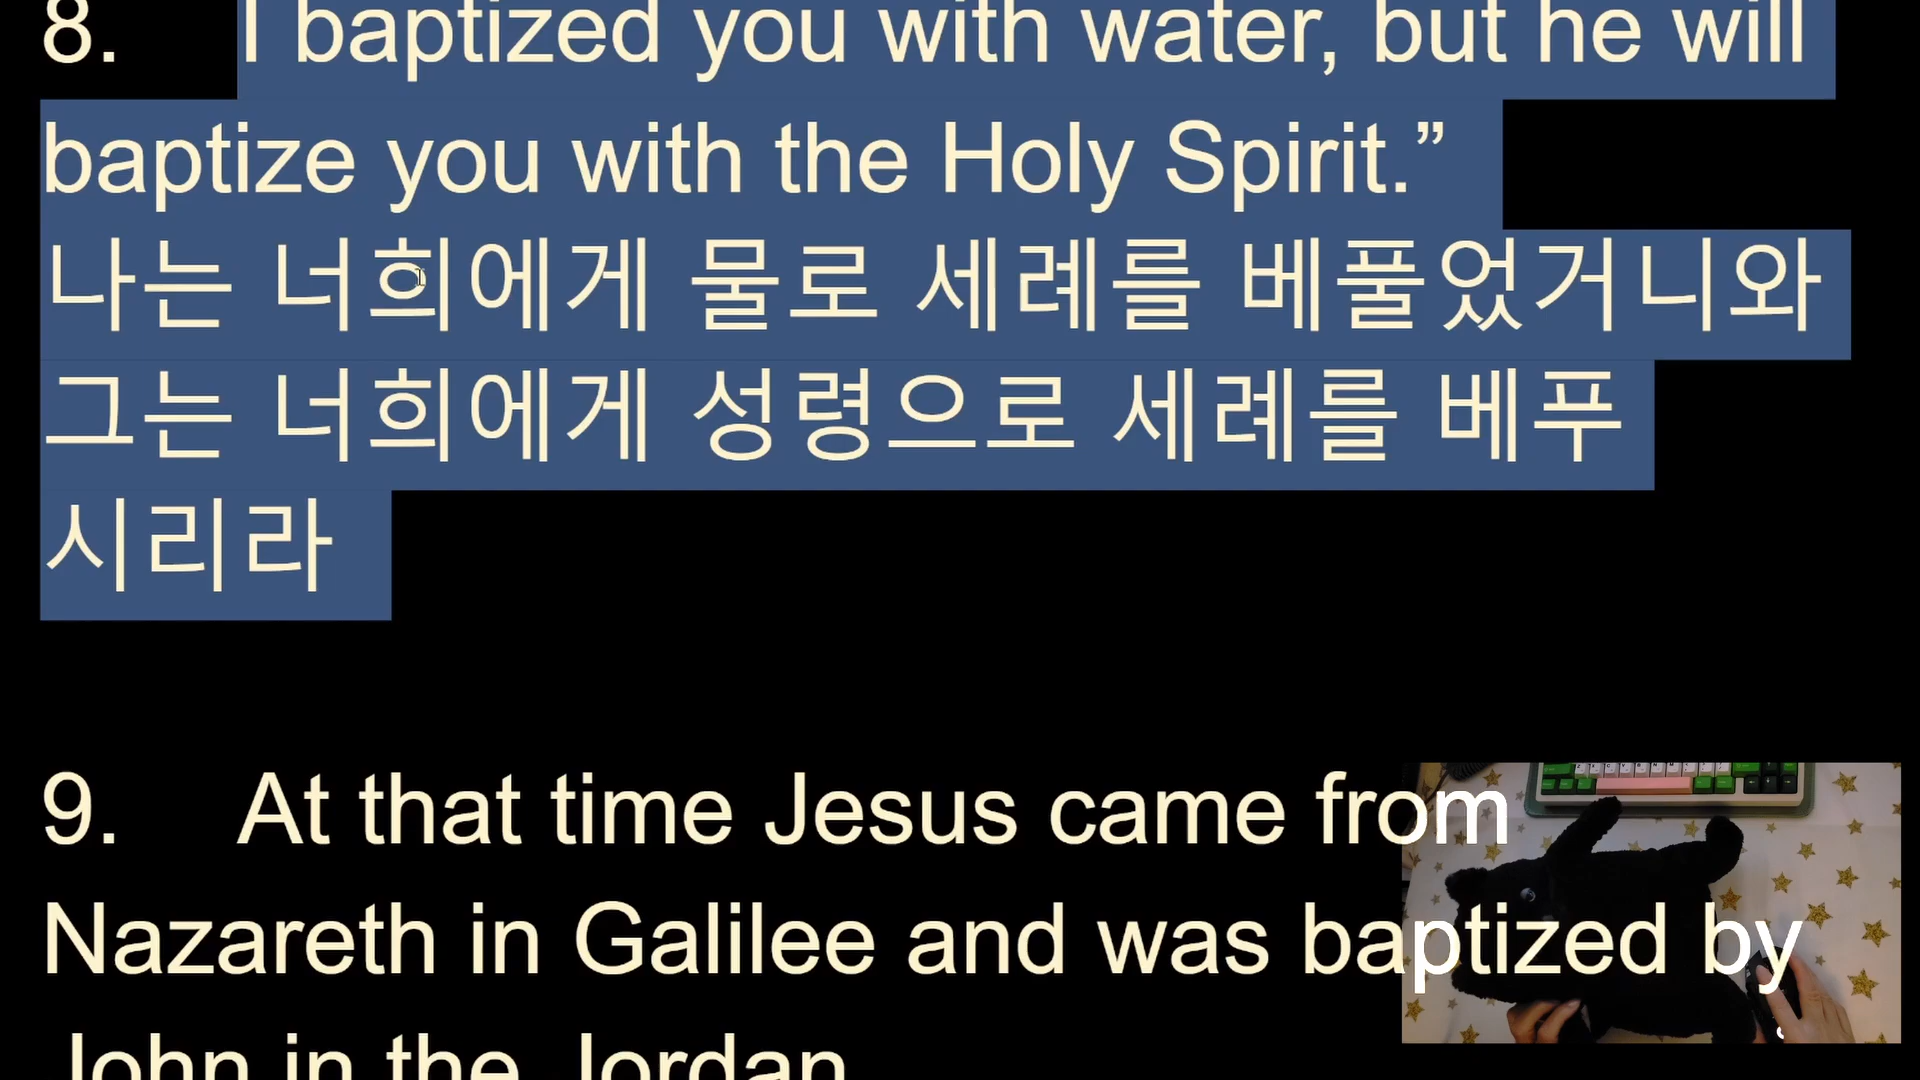 8. I baptized you with water, but he will
baptize you with the Holy Spirit.”
나는 너희에게 물로 세례를 베풀었거니와
그는 너희에게 성령으로 세례를 베푸
시리라
9. At that time Jesus came from
Nazareth in Galilee and was baptized by
John in the Jordan.